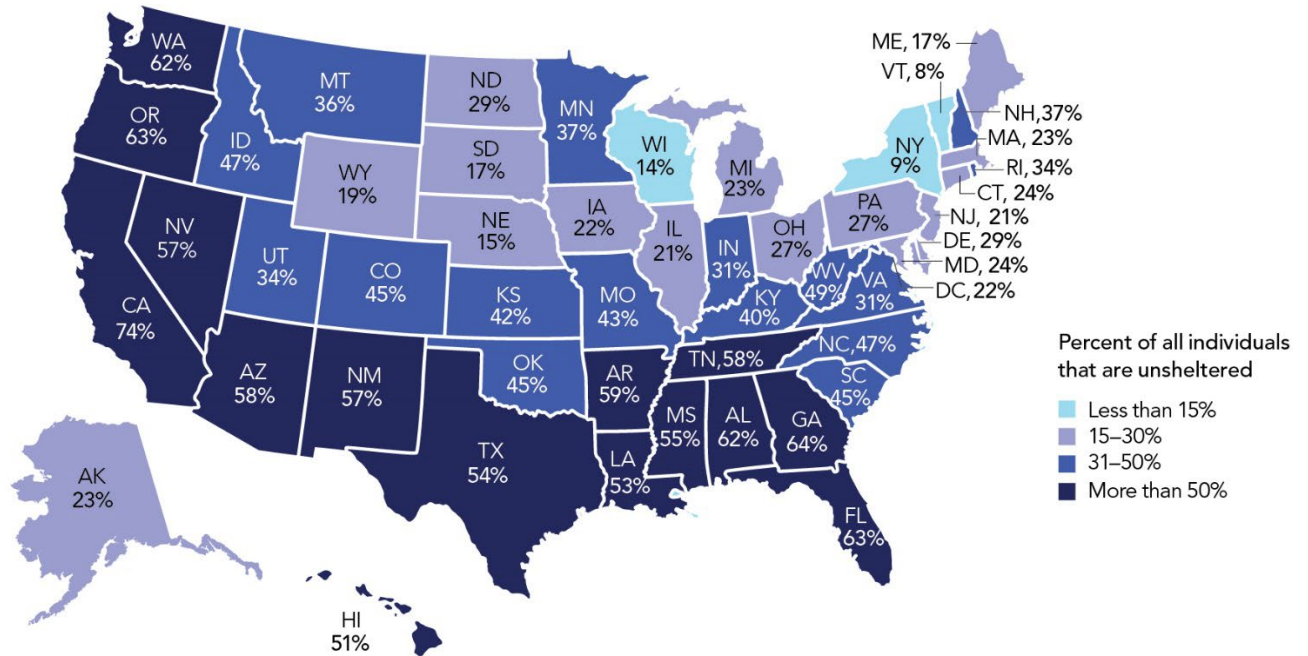 WA
62%
OR
63%
CA
74%
NV
57%
ID
47%
MT
36%
WY
19%
UT
34%
CO
45%
AZ
58%
NM
57%
ND
29%
SD
17%
NE
15%
KS
42%
OK
45%
TX
54%
MN
37%
IA
22%
MO
43%
AR
59%
LA
53%
WI
14%
IL
21%
MI
23%
IN
31%
OH
27%
KY
40%
TN, 58%
MS
55%
AL
62%
GA
64%
FL
63%
SC
45%
NC, 47%
VA
31%
WV
49%
PA
27%
NY
9%
ME, 17%
VT, 8%
NH, 37%
MA, 23%
RI, 34%
CT, 24%
NJ, 21%
DE, 29%
MD, 24%
DC, 22%
AK
23%
HI
51%
Percent of all individuals
that are unsheltered
Less than 15%
15–30%
31–50%
More than 50%